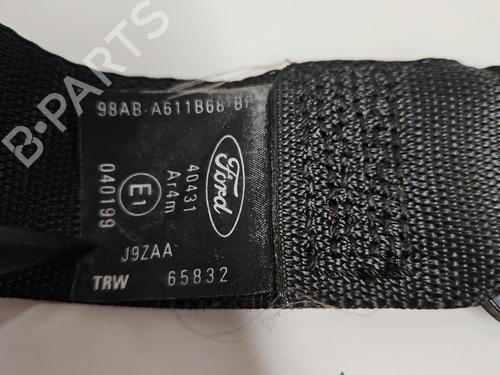 98AB-A611B68-BF
Ford
40431
Ar4m
E1
040199
J9ZAA
TRW 65832
B-PARTS